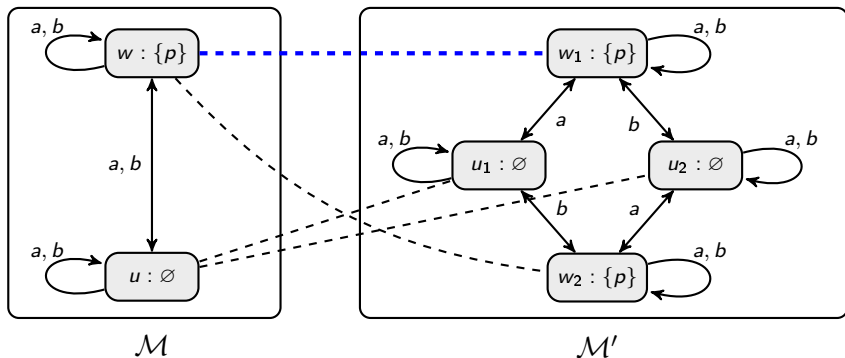 a, b
w : {p}
a, b
u : ∅
a, b
M
w₁ : {p}
a, b
a
b
a, b
u₁ : ∅
u₂ : ∅
a, b
b
a
w₂ : {p}
a, b
M′